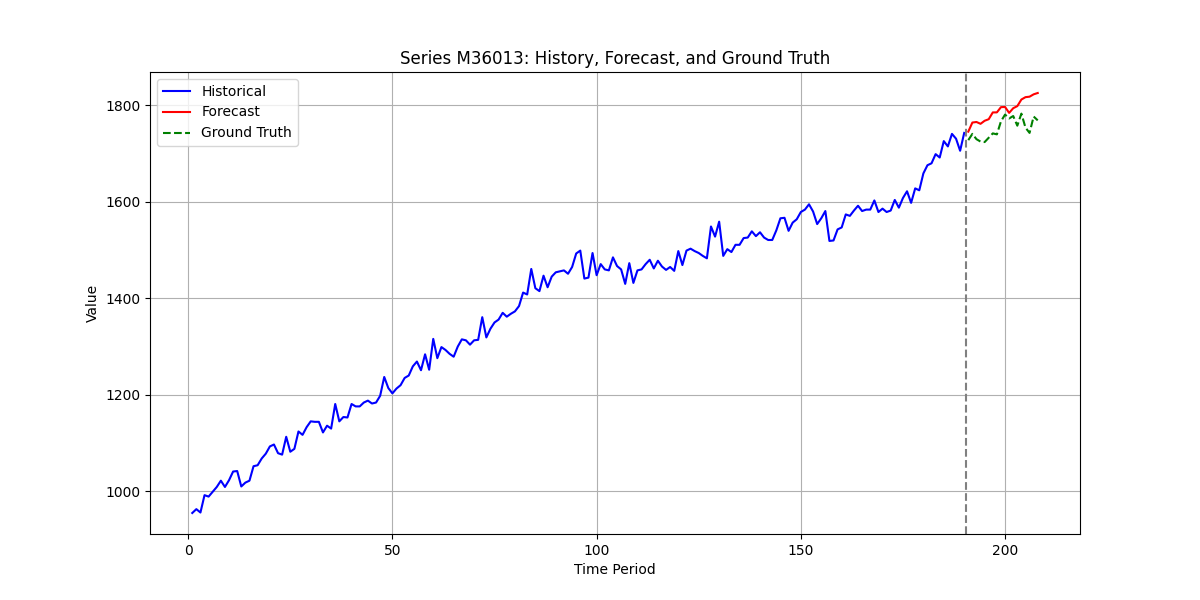 Series M36013: History, Forecast, and Ground Truth
Historical
Forecast
Ground Truth
Value
1800
1600
1400
1200
1000
0 50 100 150 200
Time Period